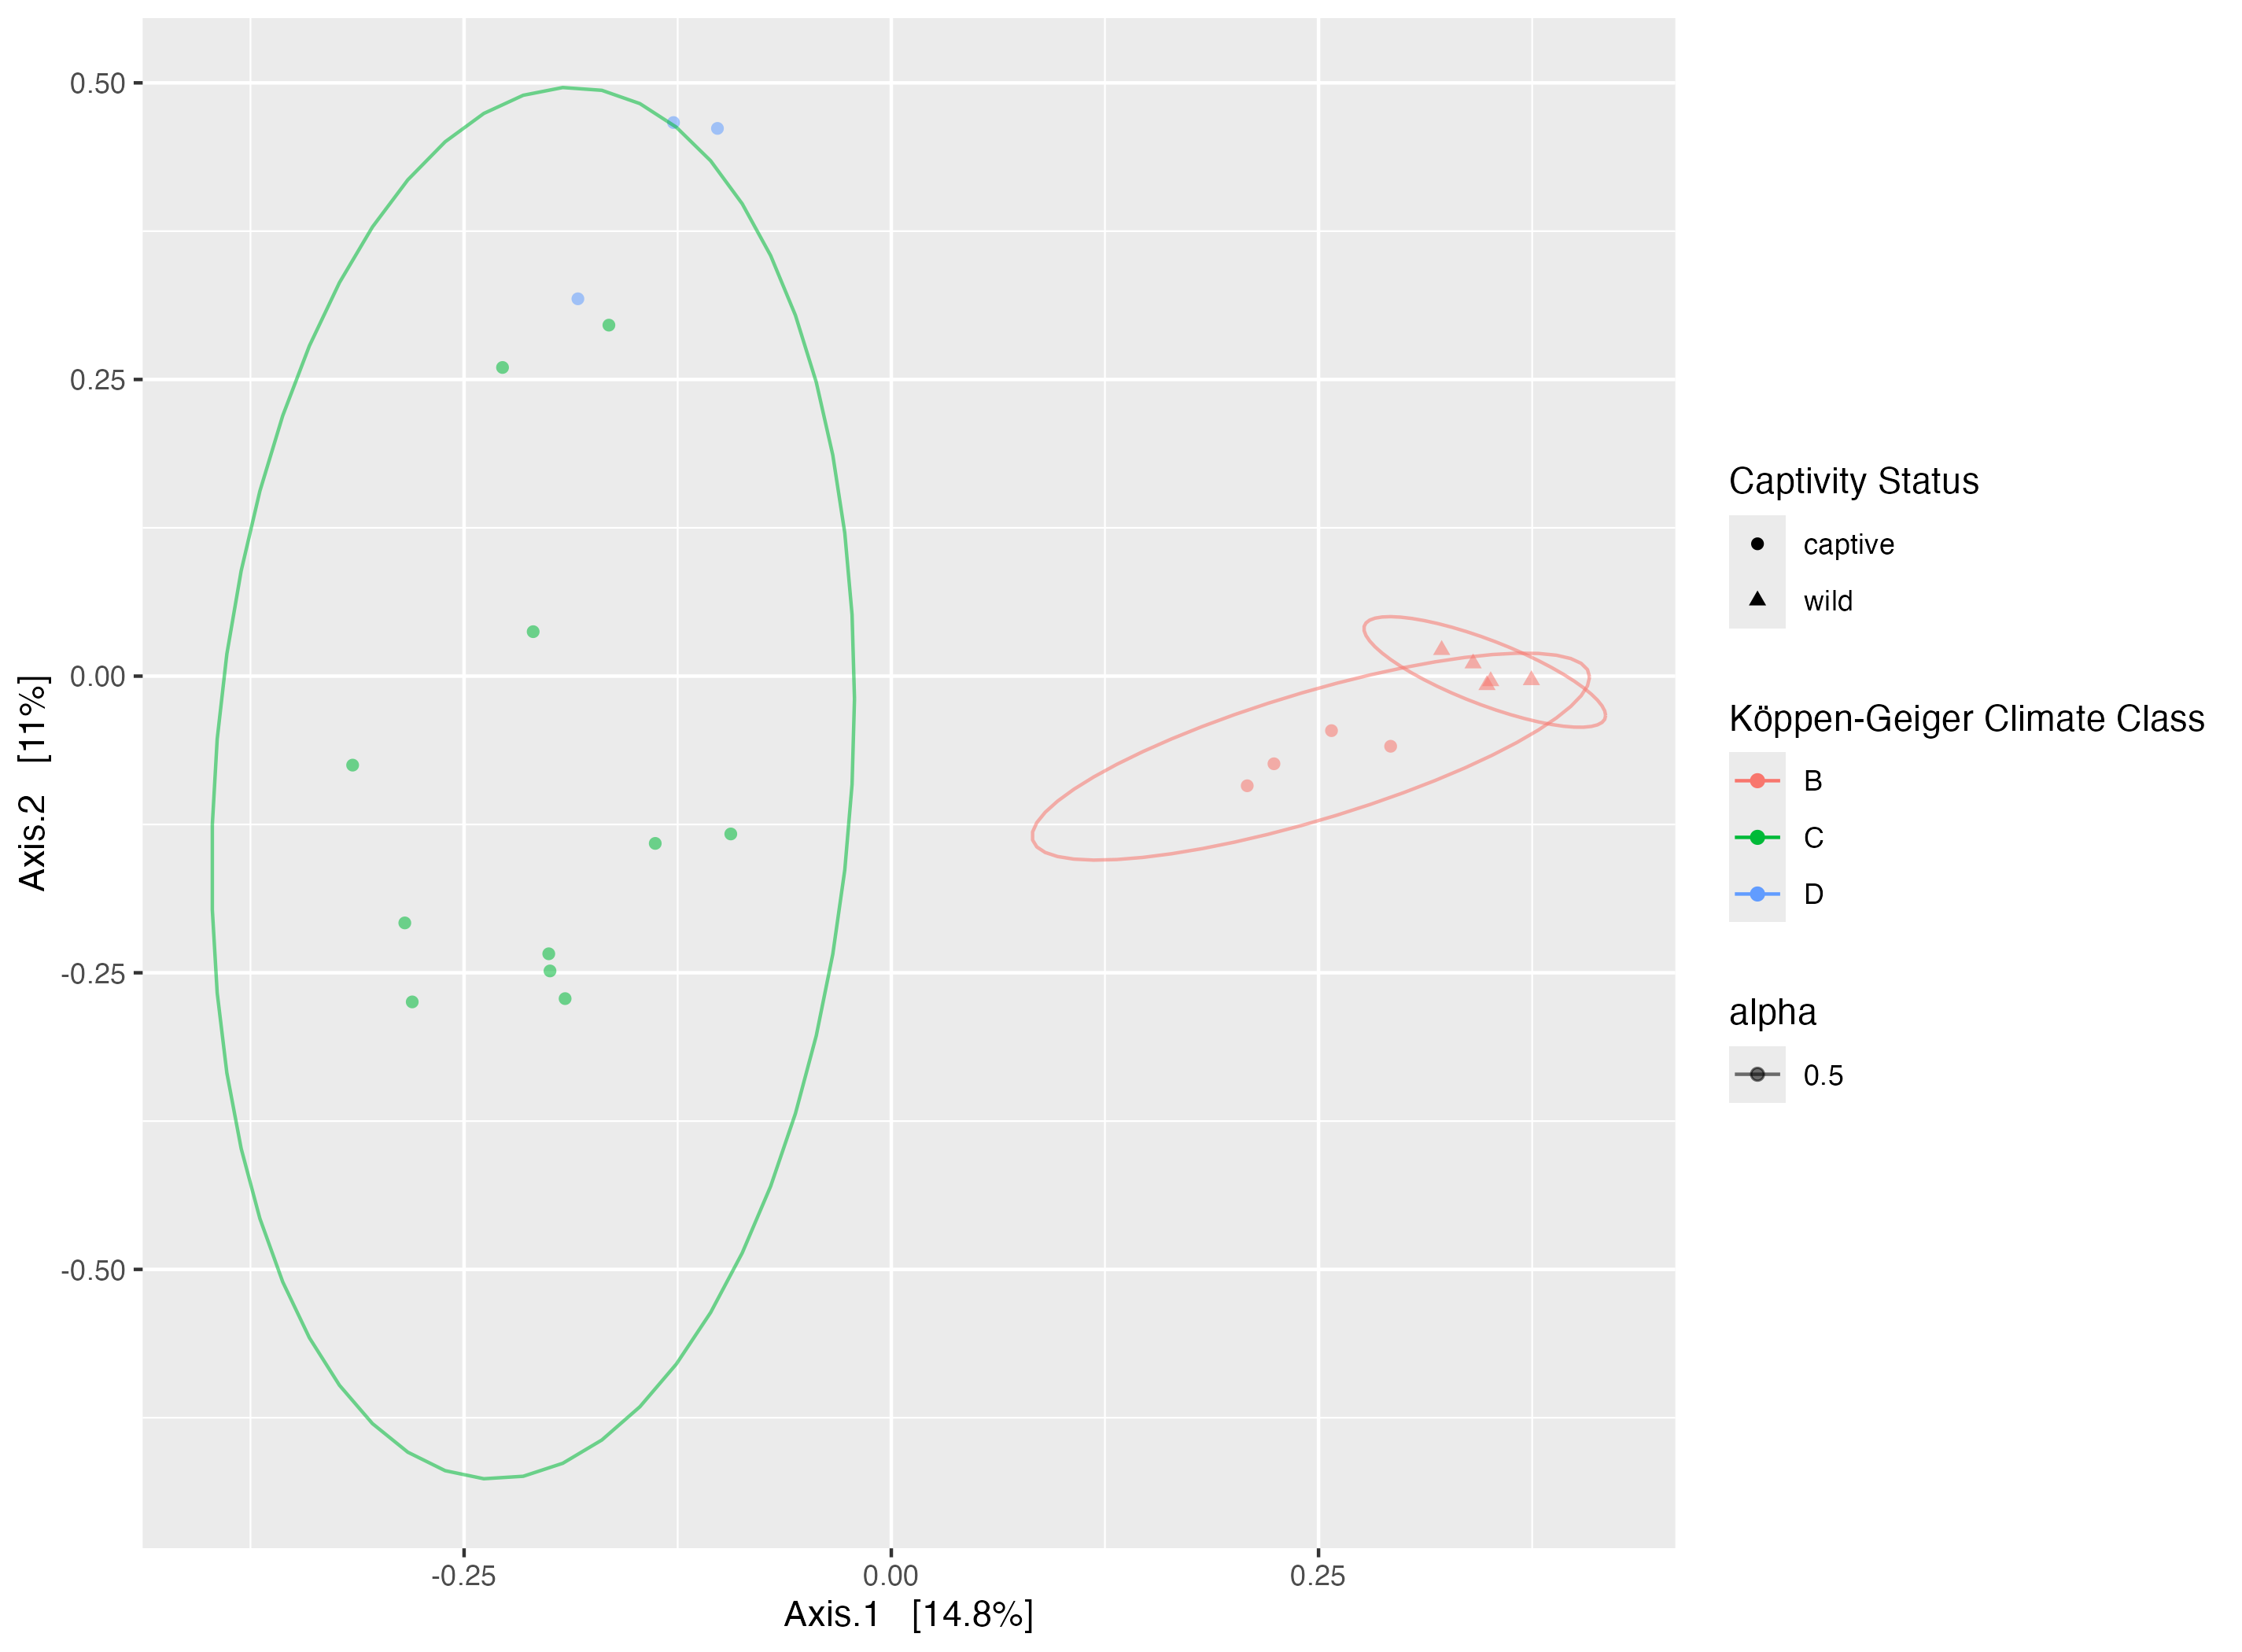 0.50
0.25
0.00
-0.25
-0.50
Axis.2 [11%]
-0.25 0.00 0.25
Axis.1 [14.8%]
Captivity Status
captive
wild
Köppen-Geiger Climate Class
B
C
D
alpha
0.5